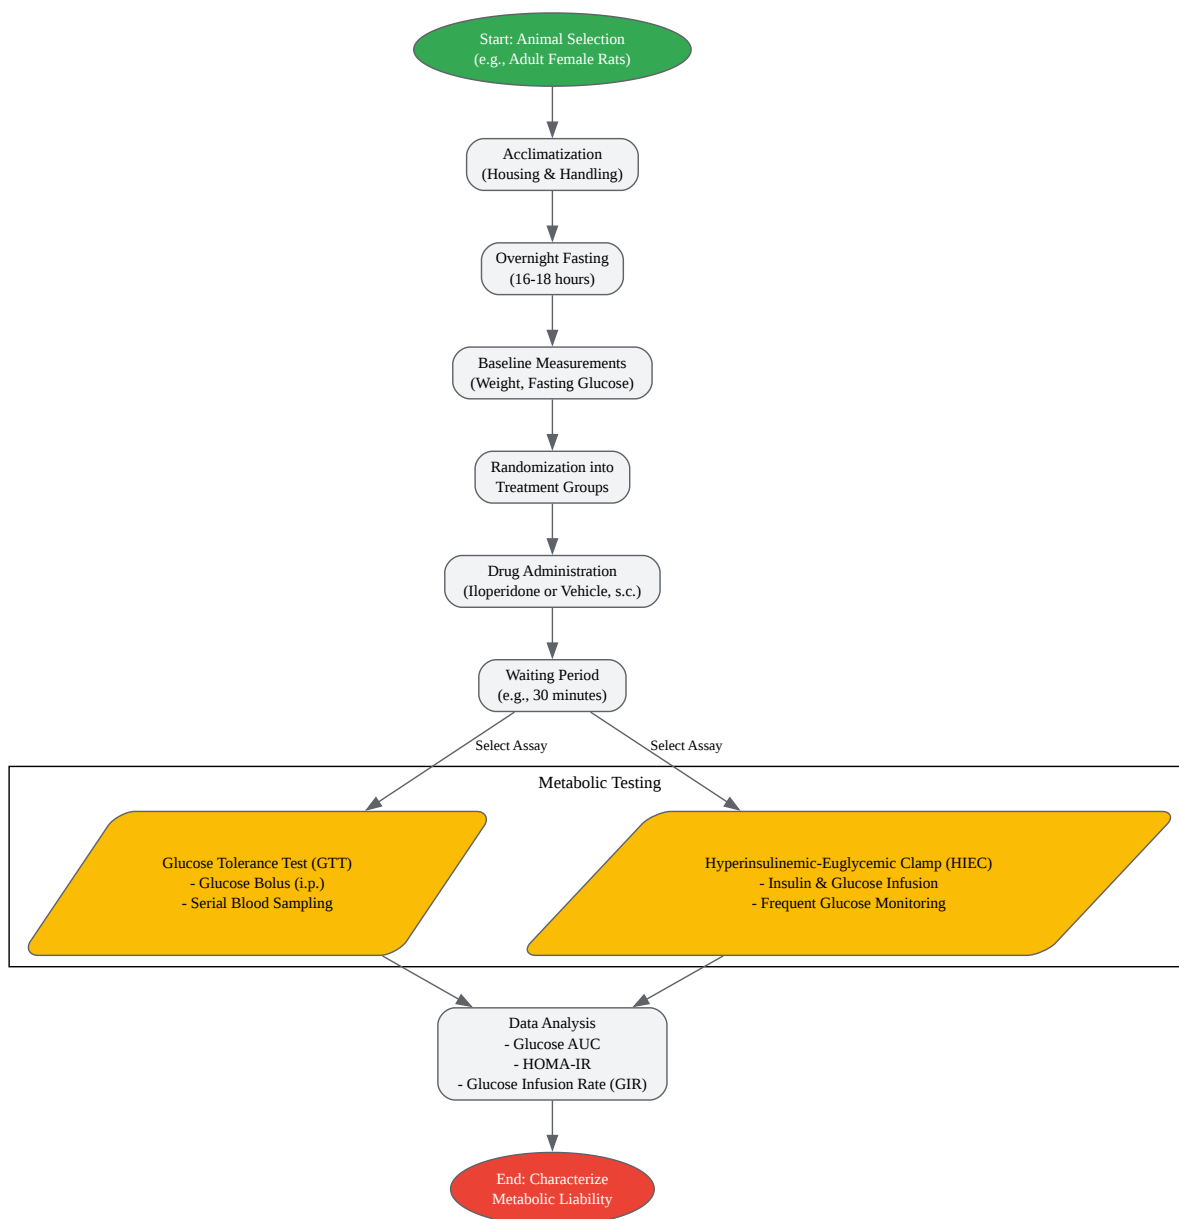 Start: Animal Selection
(e.g., Adult Female Rats)
Acclimatization
(Housing & Handling)
Overnight Fasting
(16-18 hours)
Baseline Measurements
(Weight, Fasting Glucose)
Randomization into
Treatment Groups
Drug Administration
(Iloperidone or Vehicle, s.c.)
Waiting Period
(e.g., 30 minutes)
Select Assay
Select Assay
Metabolic Testing
Glucose Tolerance Test (GTT)
- Glucose Bolus (i.p.)
- Serial Blood Sampling
Hyperinsulinemic-Euglycemic Clamp (HIEC)
- Insulin & Glucose Infusion
- Frequent Glucose Monitoring
Data Analysis
- Glucose AUC
- HOMA-IR
- Glucose Infusion Rate (GIR)
End: Characterize
Metabolic Liability